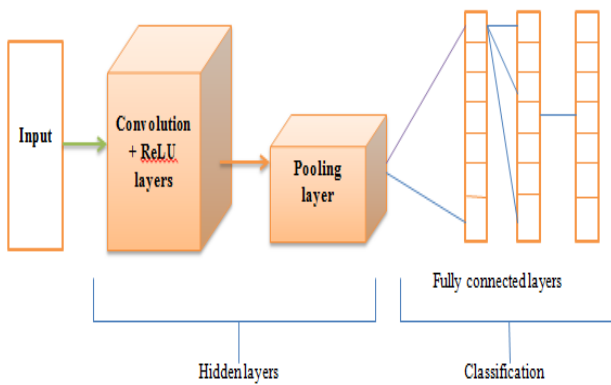 Input
Convolution
+ ReLU
layers
Pooling
layer
Fully connected layers
Hidden layers
Classification